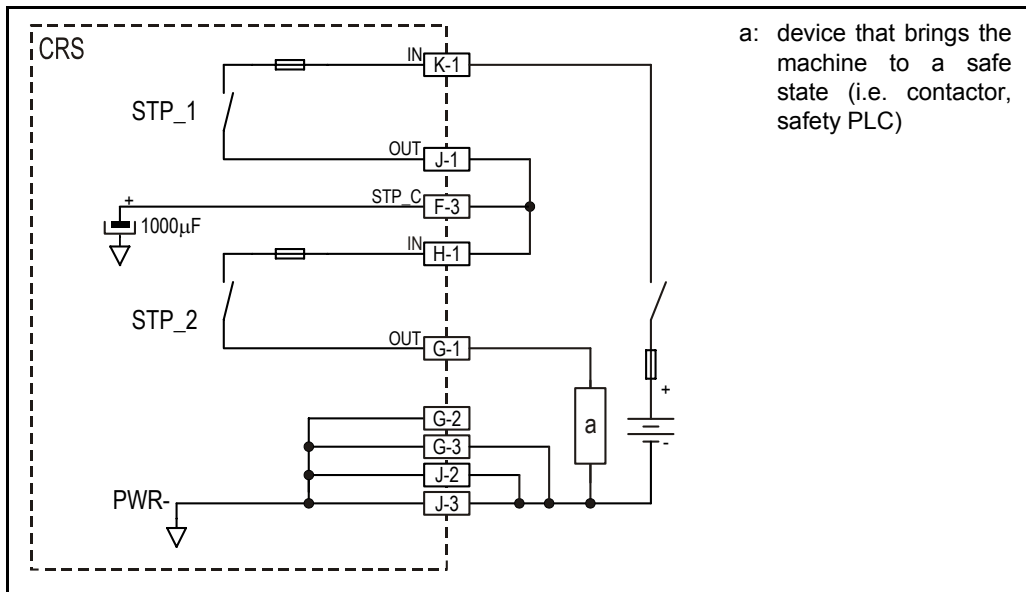 CRS
IN K-1
STP_1
OUT J-1
STP_C F-3
+
1000µF
IN H-1
STP_2
OUT G-1
+
-
G-2
a
G-3
J-2
PWR-
J-3
a: device that brings the
machine to a safe
state (i.e. contactor,
safety PLC)